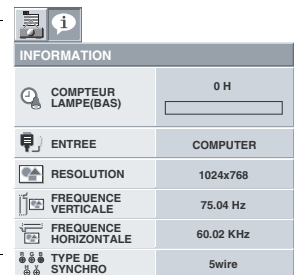 INFORMATION
COMPTEUR
LAMPE(BAS)
0 H
ENTREE
COMPUTER
RESOLUTION
1024x768
FREQUENCE
VERTICALE
75.04 Hz
FREQUENCE
HORIZONTALE
60.02 KHz
TYPE DE
SYNCHRO
5wire